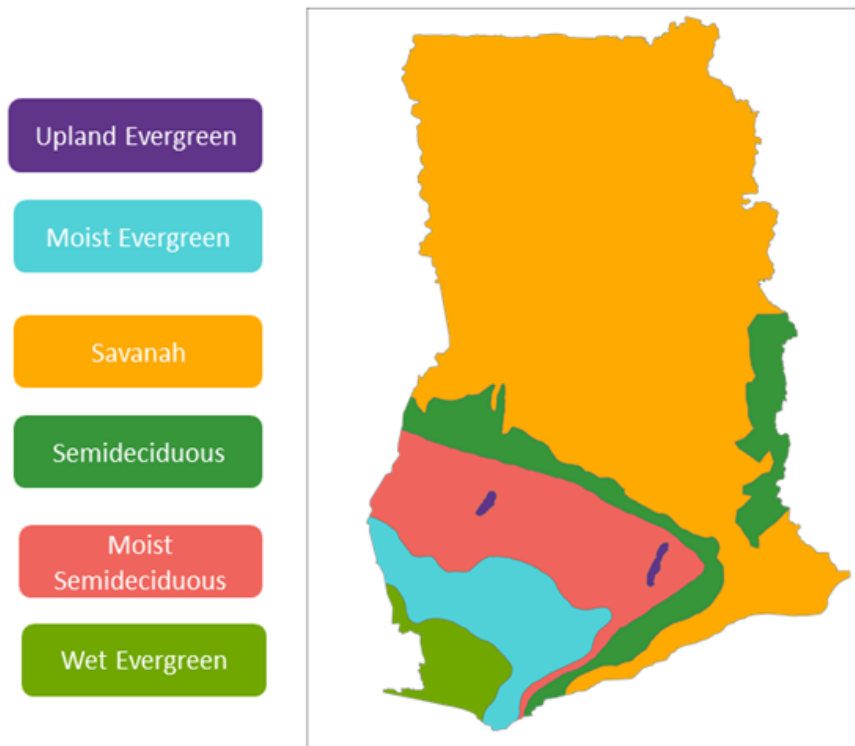 Upland Evergreen
Moist Evergreen
Savanah
Semideciduous
Moist
Semideciduous
Wet Evergreen